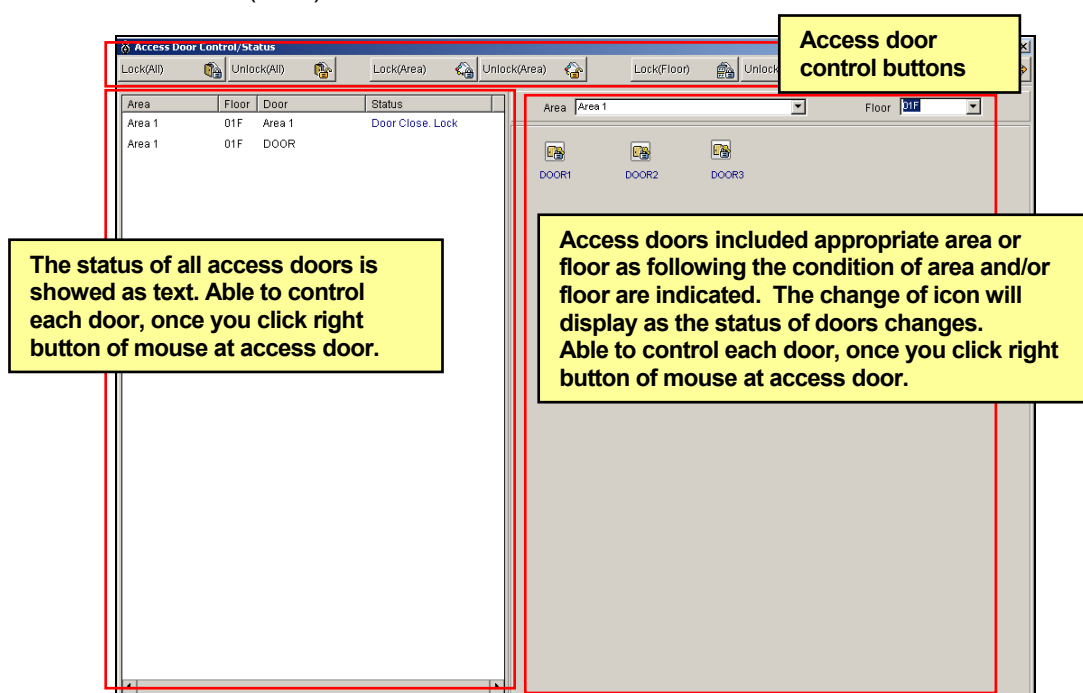 Access door
control buttons
Access Door Control/Status
Lock(All) Unlock(All) Lock(Area) Unlock(Area) Lock(Floor) Unlock
Area Floor Door Status
Area 1 01F Area 1 Door Close. Lock
Area 1 01F DOOR
Area Area 1 Floor 01F
DOOR1 DOOR2 DOOR3
The status of all access doors is
showed as text. Able to control
each door, once you click right
button of mouse at access door.
Access doors included appropriate area or
floor as following the condition of area and/or
floor are indicated. The change of icon will
display as the status of doors changes.
Able to control each door, once you click right
button of mouse at access door.